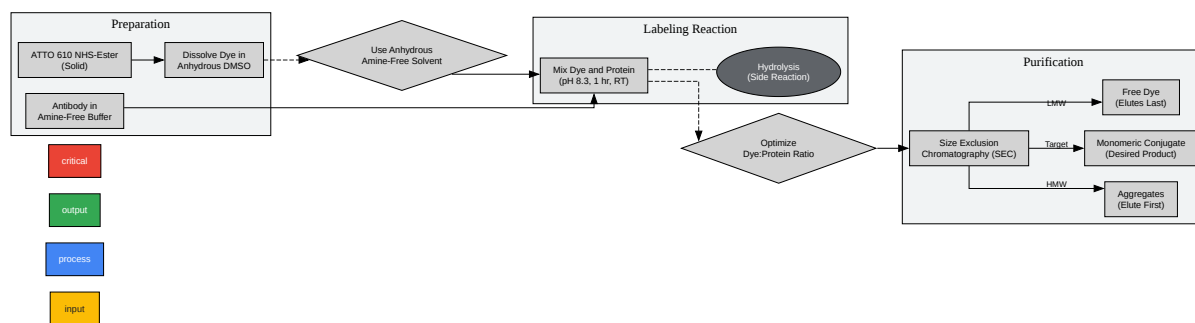 Preparation
ATTO 610 NHS-Ester
(Solid)
Dissolve Dye in
Anhydrous DMSO
Antibody in
Amine-Free Buffer
Use Anhydrous
Amine-Free Solvent
Labeling Reaction
Mix Dye and Protein
(pH 8.3, 1 hr, RT)
Hydrolysis
(Side Reaction)
Optimize
Dye:Protein Ratio
Purification
Size Exclusion
Chromatography (SEC)
LMW
Free Dye
(Elutes Last)
Target
Monomeric Conjugate
(Desired Product)
HMW
Aggregates
(Elute First)
critical
output
process
input